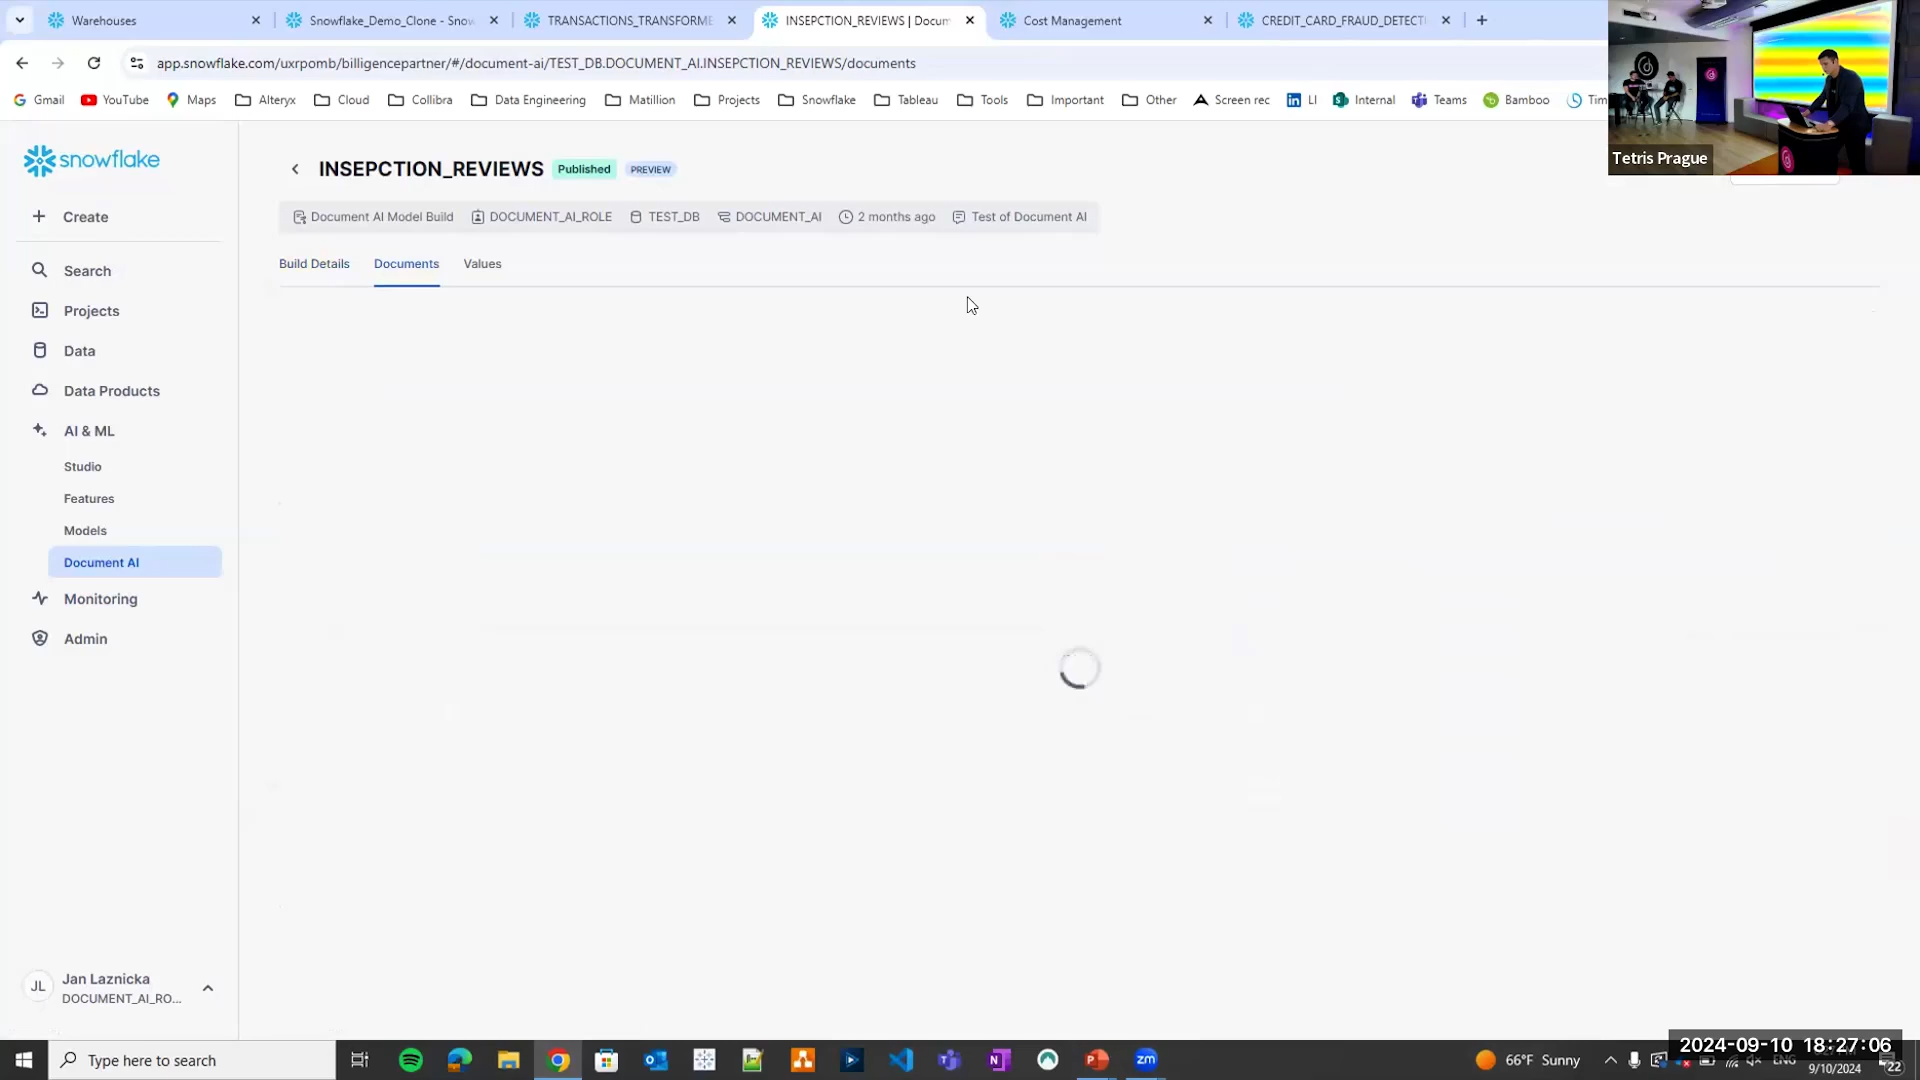 Warehouses
Snowflake_Demo_Clone - Snow
TRANSACTIONS_TRANSFORME
INSEPCTION_REVIEWS | Docum
Cost Management
CREDIT_CARD_FRAUD_DETECTI
app.snowflake.com/uxrpomb/billigencepartner/#/document-ai/TEST_DB.DOCUMENT_AI.INSEPCTION_REVIEWS/documents
Gmail
YouTube
Maps
Alteryx
Cloud
Collibra
Data Engineering
Matillion
Projects
Snowflake
Tableau
Tools
Important
Other
Screen rec
LI
Internal
Teams
Bamboo
Tim
Tetris Prague
snowflake
INSEPCTION_REVIEWS Published PREVIEW
Document AI Model Build DOCUMENT_AI_ROLE TEST_DB DOCUMENT_AI 2 months ago Test of Document AI
Build Details Documents Values
Create
Search
Projects
Data
Data Products
AI & ML
Studio
Features
Models
Document AI
Monitoring
Admin
JL
Jan Laznicka
DOCUMENT_AI_RO...
Type here to search
zm
66°F Sunny
ENG
2024-09-10 18:27:06
9/10/2024
22